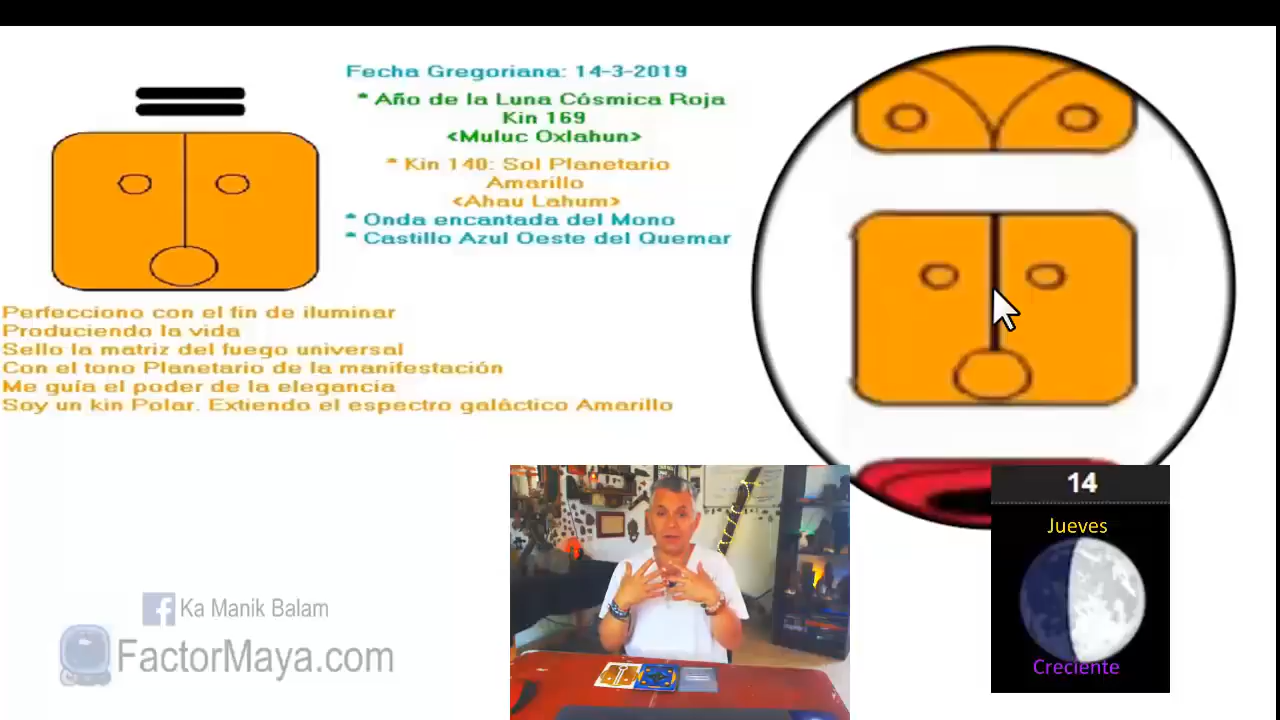 Fecha Gregoriana: 14-3-2019
* Año de la Luna Cósmica Roja
Kin 169
<Muluc Oxlahun>
* Kin 140: Sol Planetario
Amarillo
<Ahau Lahum>
* Onda encantada del Mono
* Castillo Azul Oeste del Quemar
Perfecciono con el fin de iluminar
Produciendo la vida
Sello la matriz del fuego universal
Con el tono Planetario de la manifestación
Me guía el poder de la elegancia
Soy un kin Polar. Extiendo el espectro galáctico Amarillo
14
Jueves
Creciente
Ka Manik Balam
FactorMaya.com